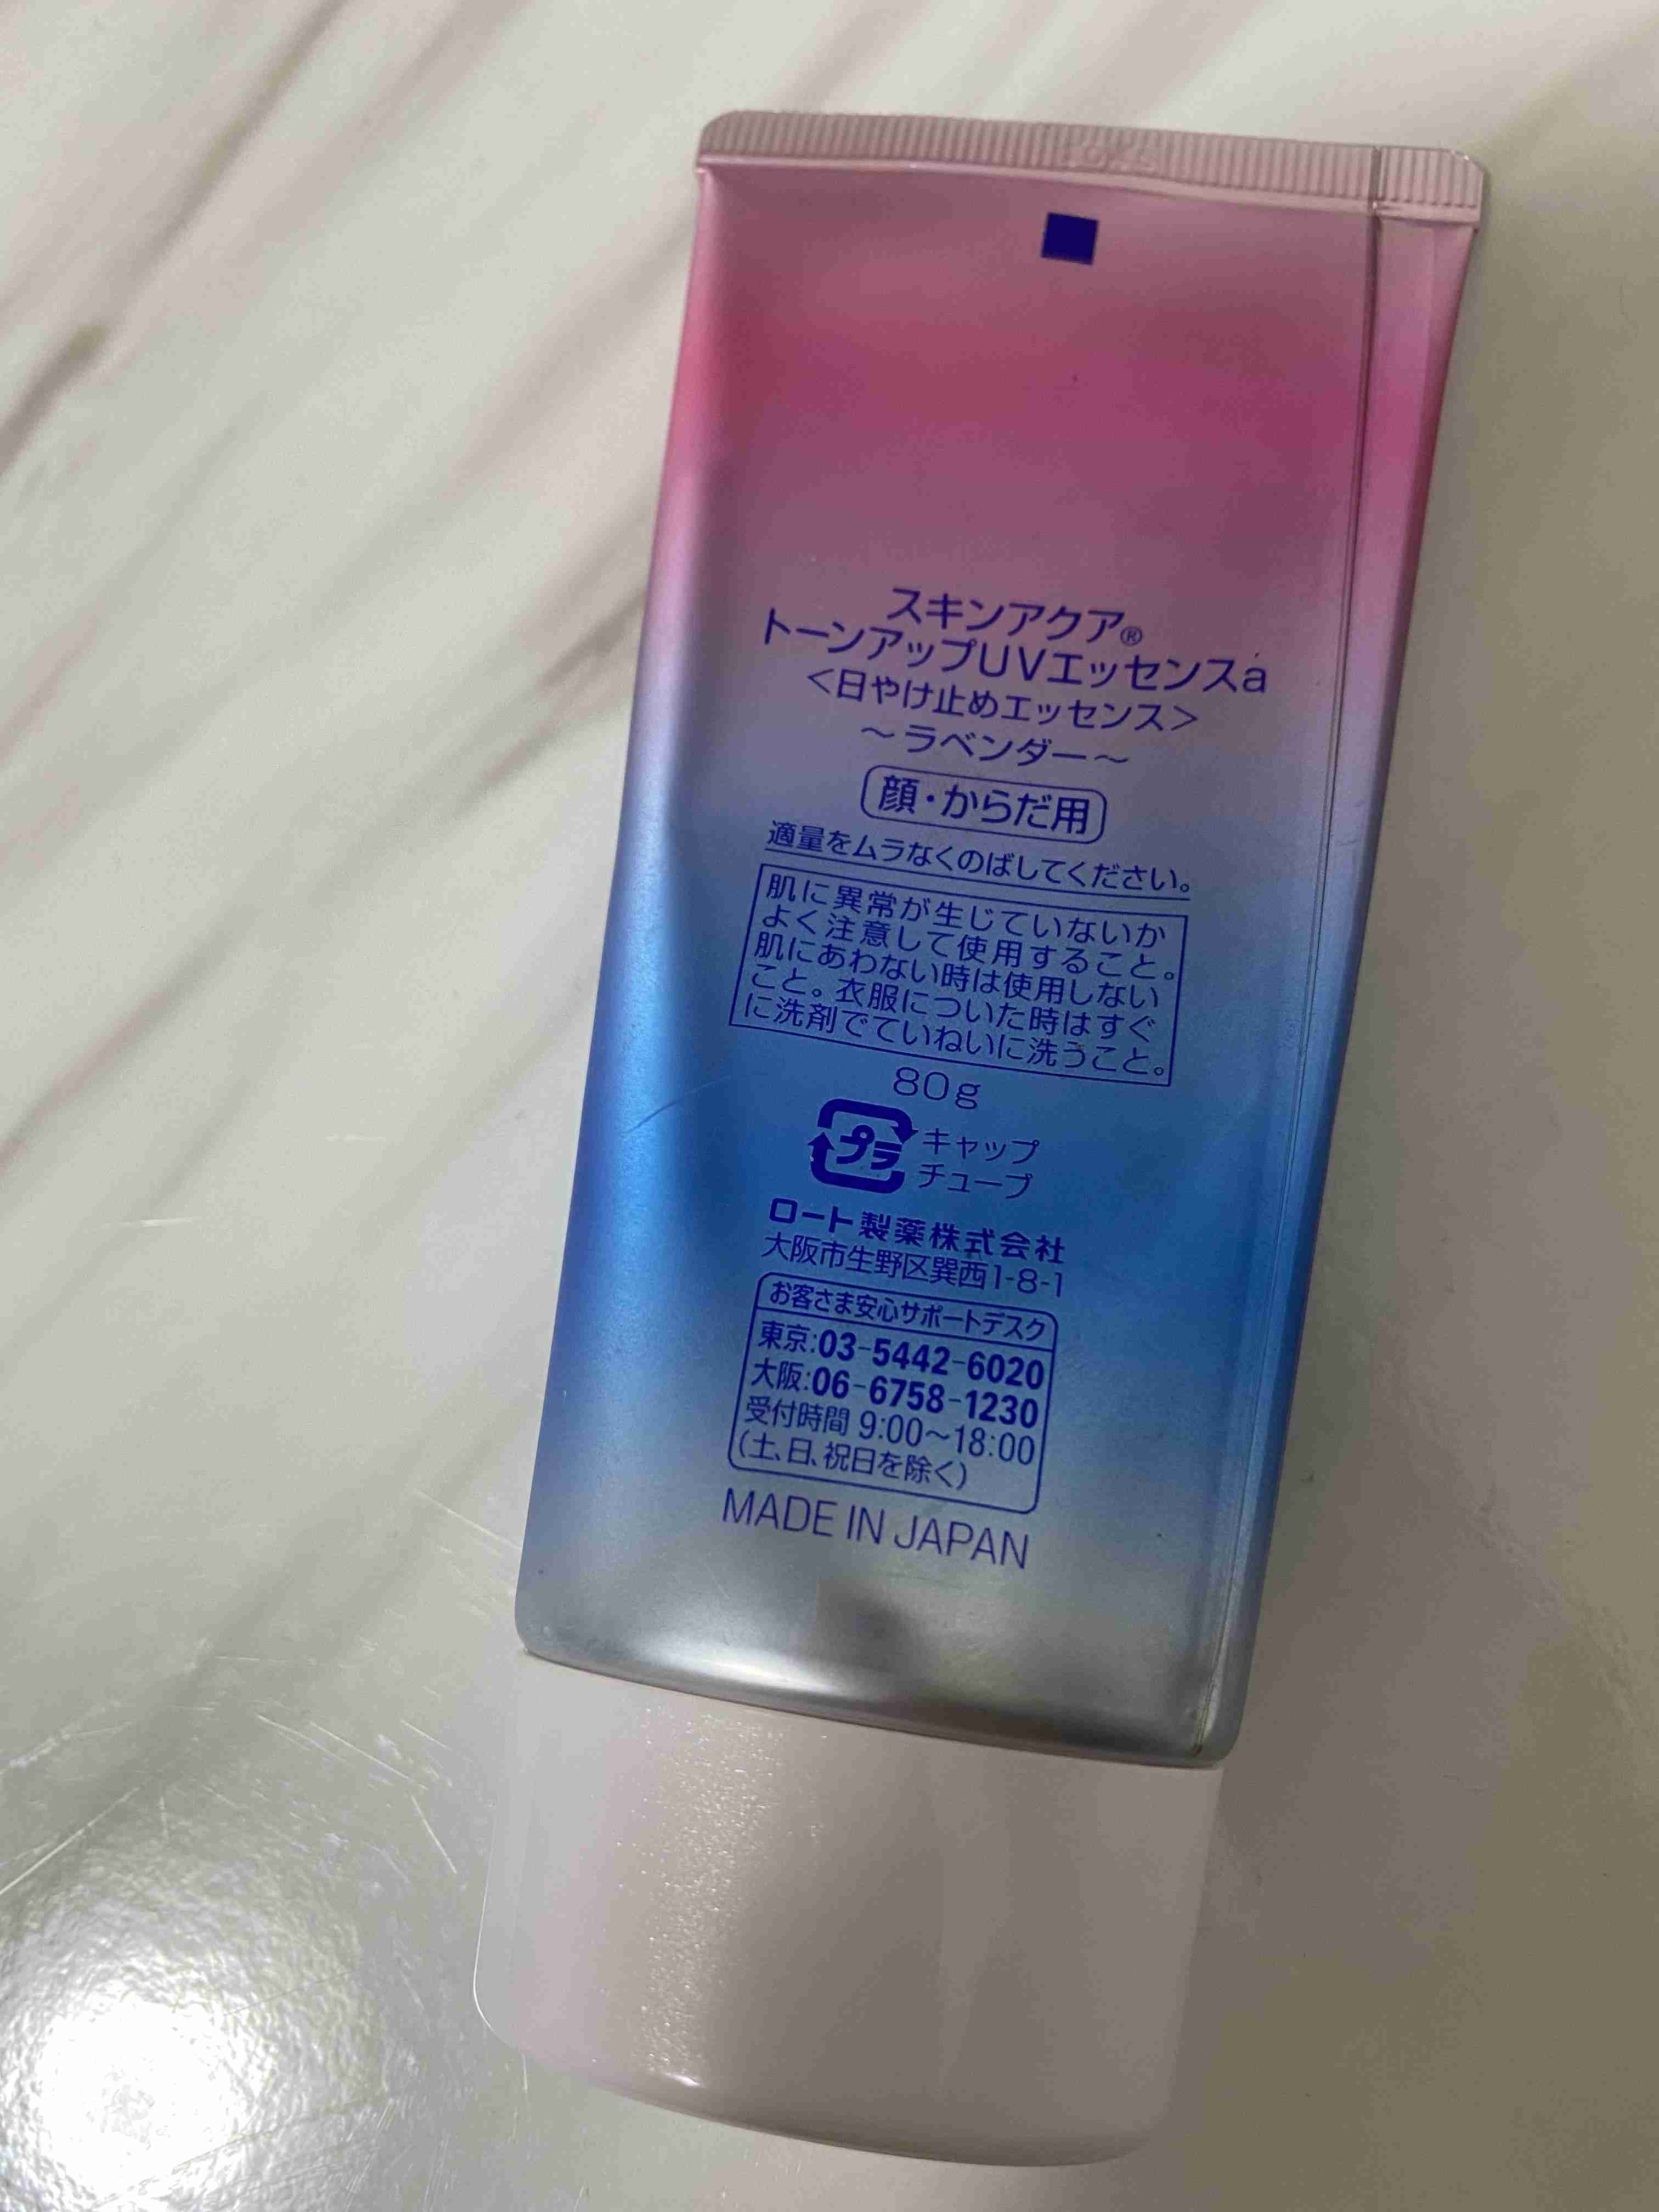 スキンアクア®
トーンアップUVエッセンスa
＜日やけ止めエッセンス＞
～ラベンダー～
顔・からだ用
適量をムラなくのばしてください。
肌に異常が生じていないか
よく注意して使用すること。
肌にあわない時は使用しない
こと。衣服についた時はすぐ
に洗剤でていねいに洗うこと。
80g
プラ キャップ
チューブ
ロート製薬株式会社
大阪市生野区巽西1-8-1
お客さま安心サポートデスク
東京:03-5442-6020
大阪:06-6758-1230
受付時間 9:00～18:00
(土、日、祝日を除く)
MADE IN JAPAN